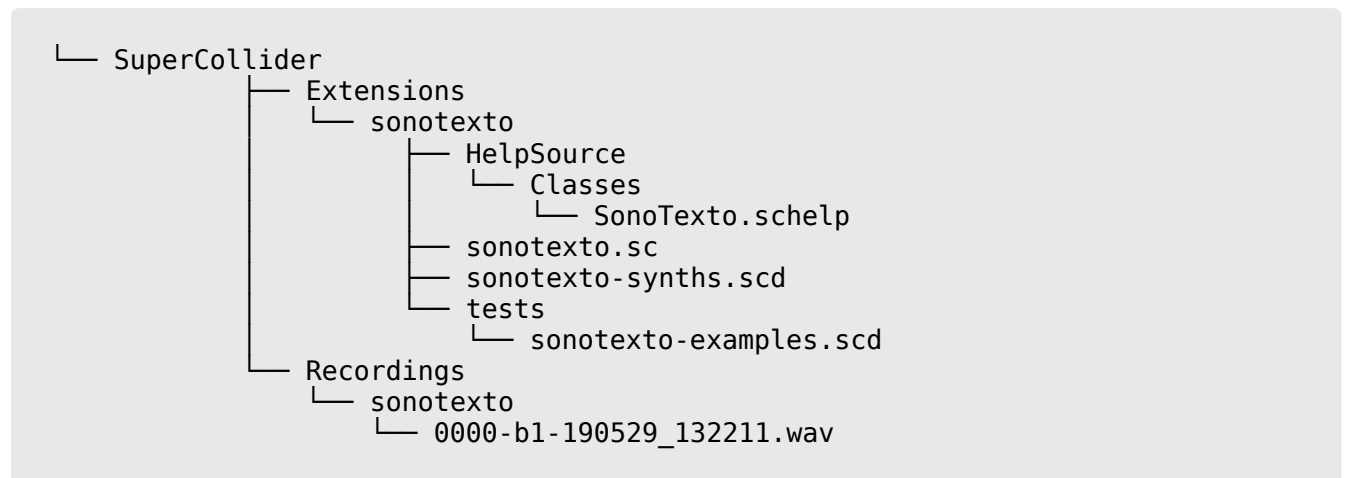 └── SuperCollider
├── Extensions
│ └── sonotexto
│ ├── HelpSource
│ │ └── Classes
│ │ └── SonoTexto.schelp
│ ├── sonotexto.sc
│ ├── sonotexto-synths.scd
│ └── tests
│ └── sonotexto-examples.scd
└── Recordings
└── sonotexto
└── 0000-b1-190529_132211.wav